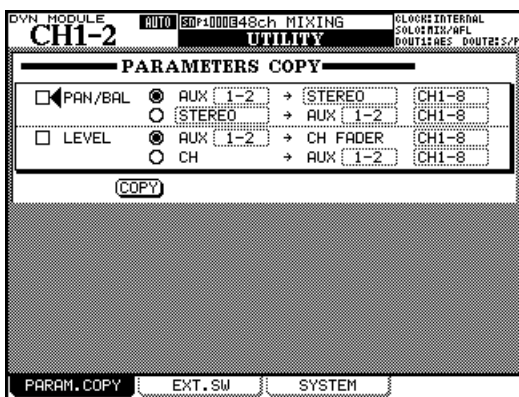 DYN MODULE
CH1-2
AUTO SNP1000 48ch MIXING
UTILITY
CLOCK:INTERNAL
SOLO:MIX/AFL
DOUT1:AES DOUT2:S/P
PARAMETERS COPY
PAN/BAL AUX 1-2 → STEREO CH1-8
STEREO → AUX 1-2 CH1-8
LEVEL AUX 1-2 → CH FADER CH1-8
CH → AUX 1-2 CH1-8
COPY
PARAM.COPY EXT.SW SYSTEM